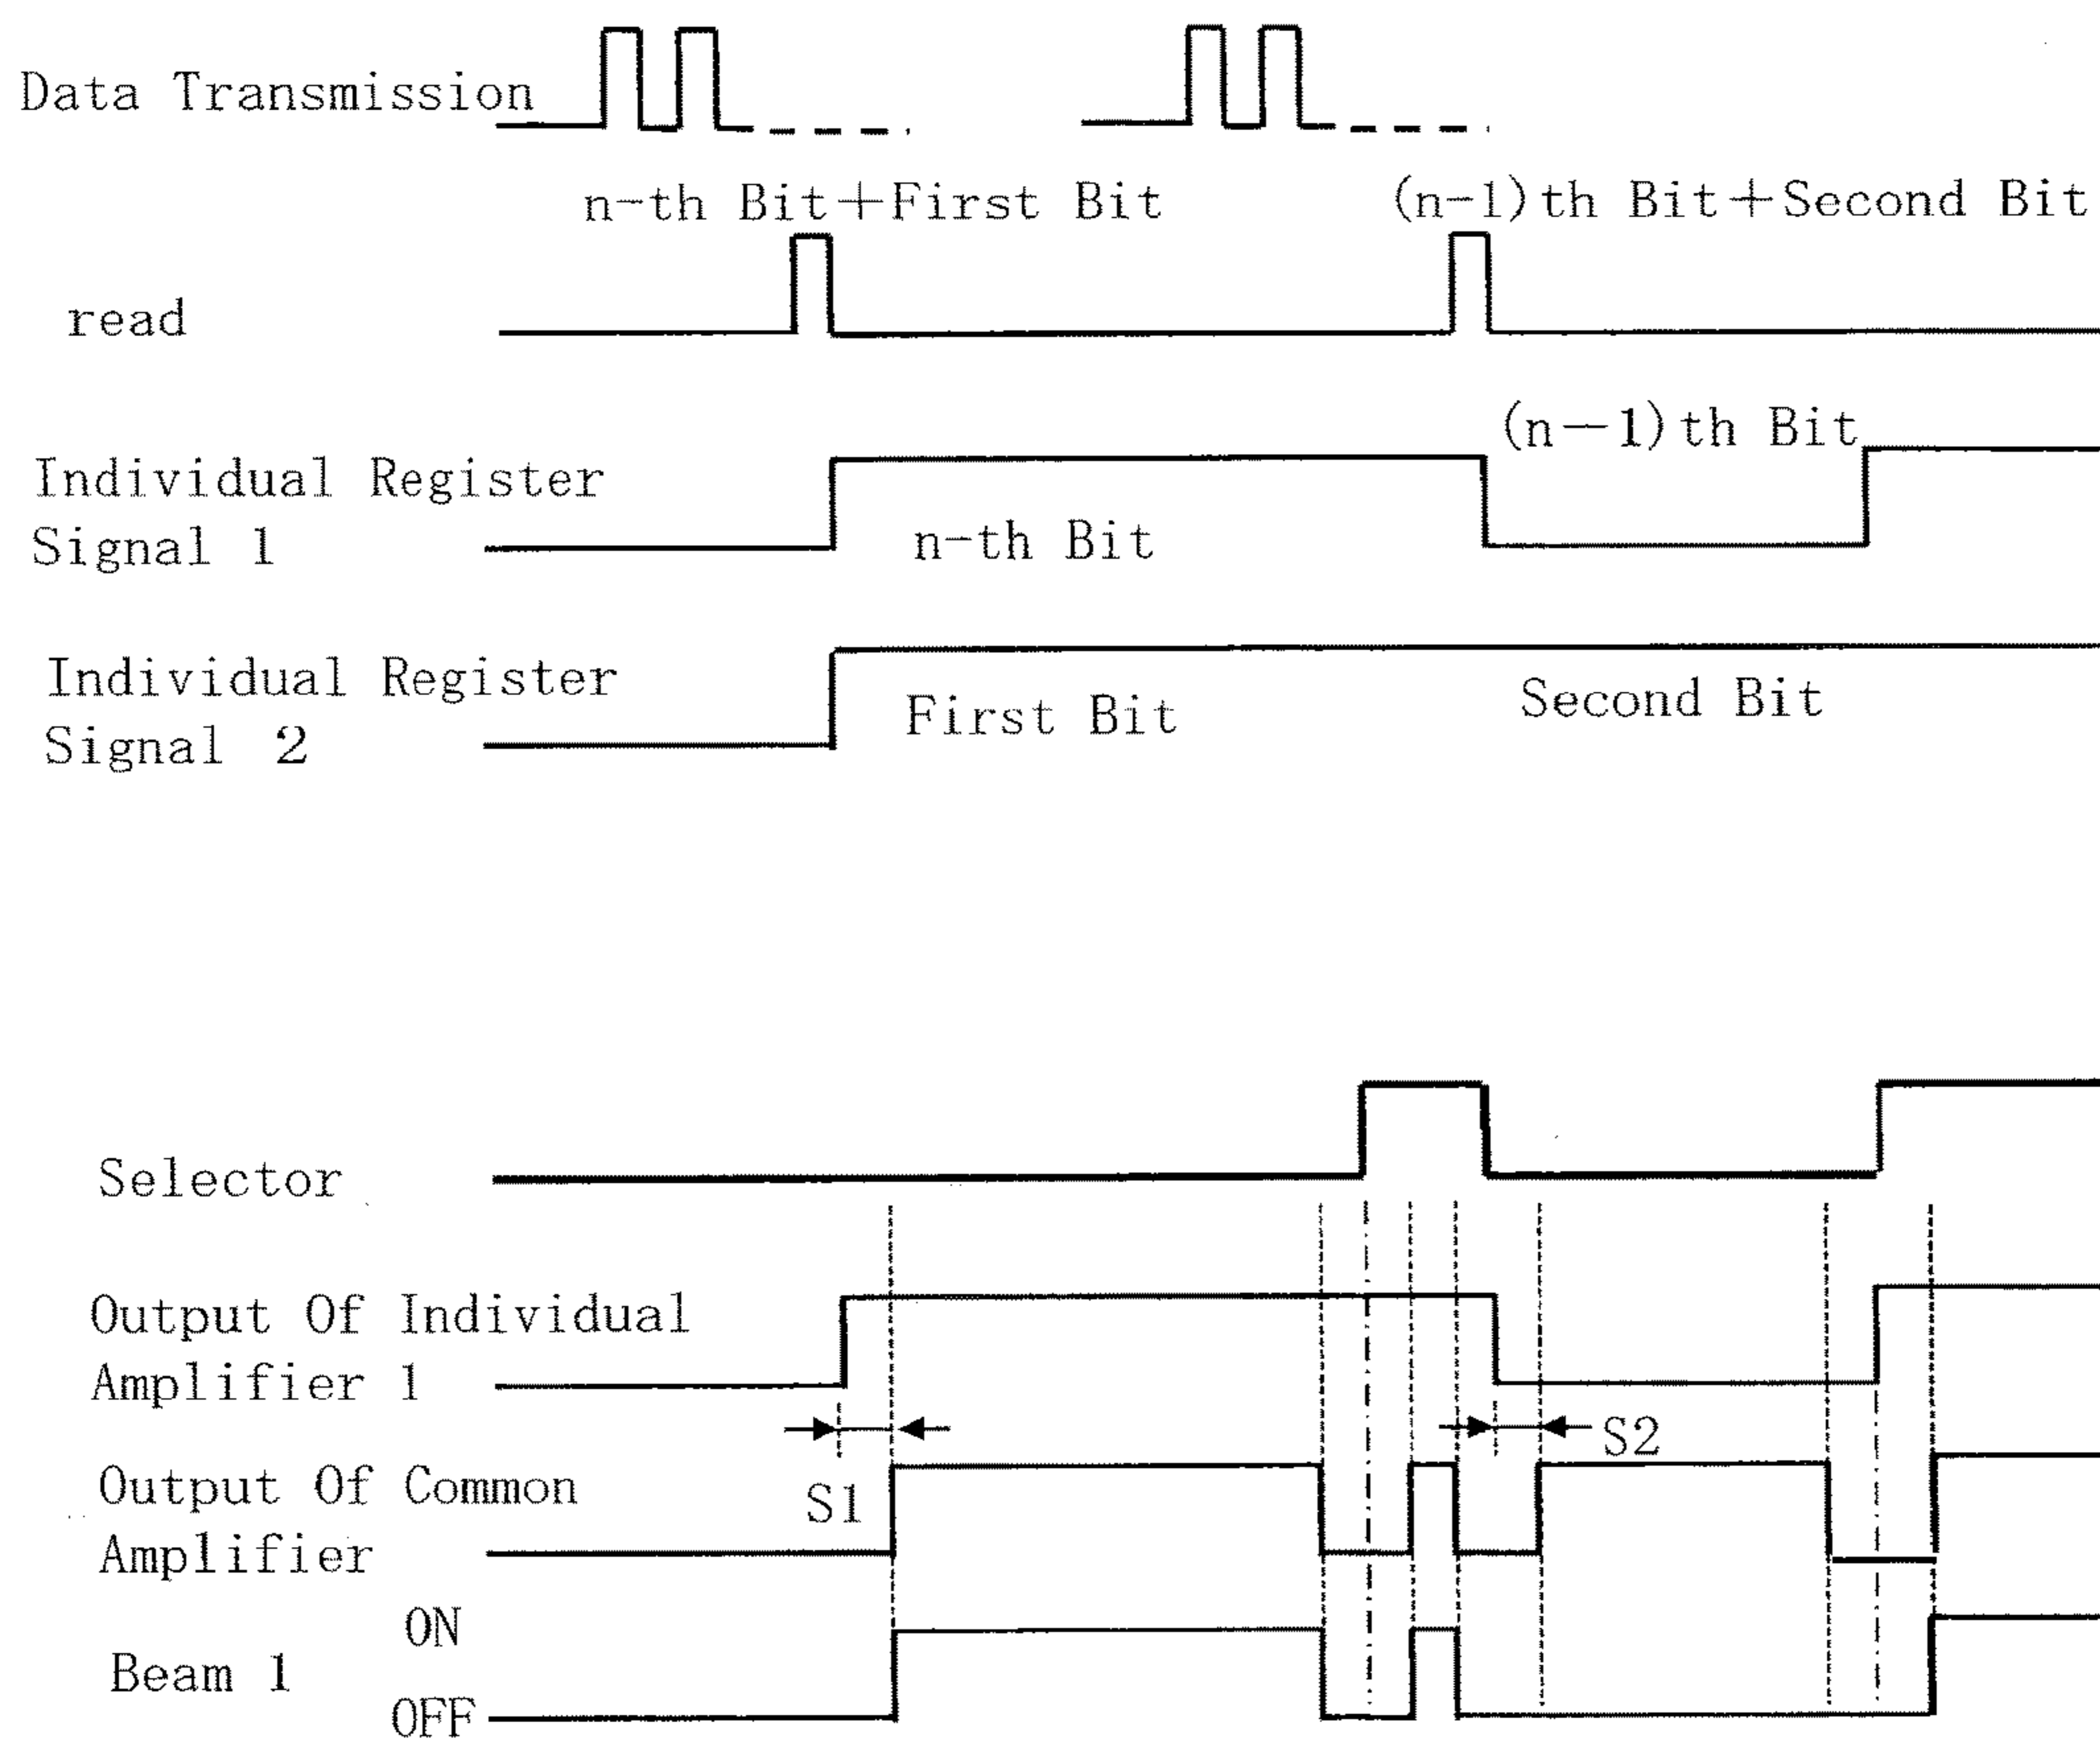 Data Transmission
n-th Bit+First Bit
(n-1)th Bit+Second Bit
read
(n-1)th Bit
Individual Register
Signal 1
n-th Bit
Individual Register
Signal 2
First Bit
Second Bit
Selector
Output Of Individual
Amplifier 1
S1
S2
Output Of Common
Amplifier
ON
Beam 1
OFF